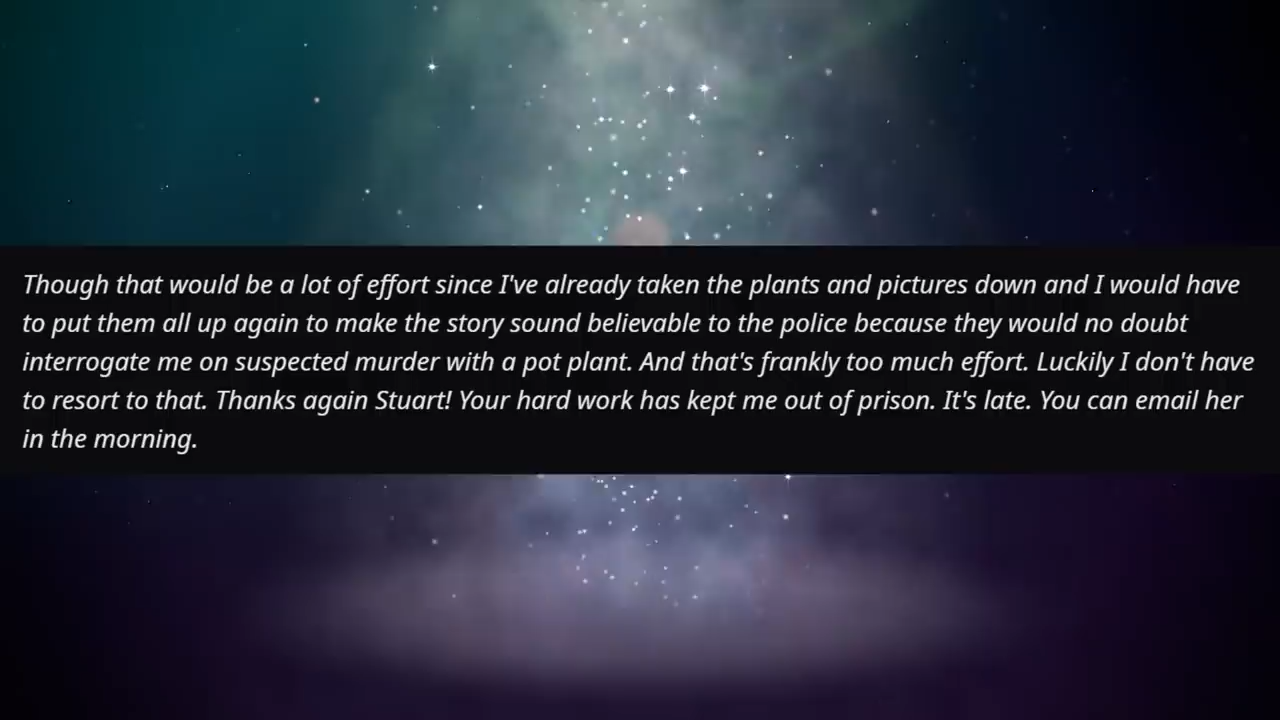 Though that would be a lot of effort since I've already taken the plants and pictures down and I would have
to put them all up again to make the story sound believable to the police because they would no doubt
interrogate me on suspected murder with a pot plant. And that's frankly too much effort. Luckily I don't have
to resort to that. Thanks again Stuart! Your hard work has kept me out of prison. It's late. You can email her
in the morning.